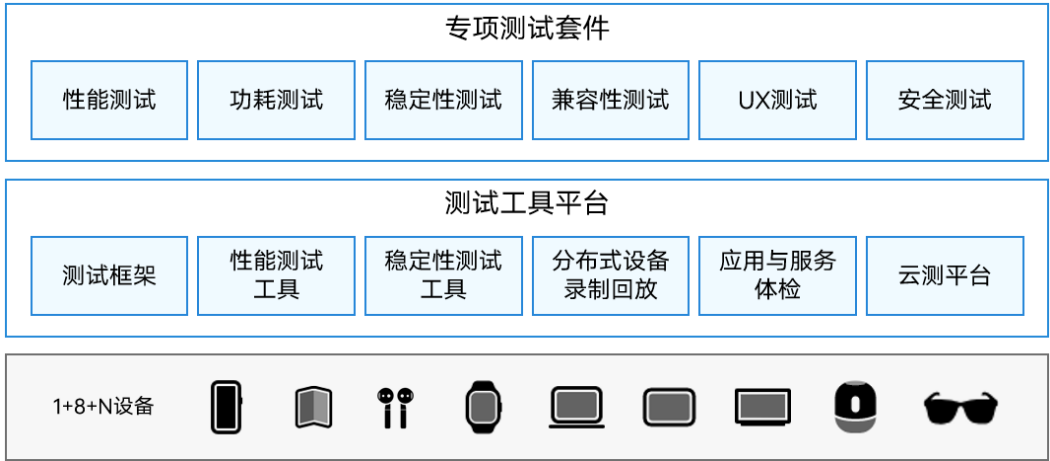 专项测试套件
性能测试
功耗测试
稳定性测试
兼容性测试
UX测试
安全测试
测试工具平台
测试框架
性能测试
工具
稳定性测试
工具
分布式设备
录制回放
应用与服务
体检
云测平台
1+8+N设备